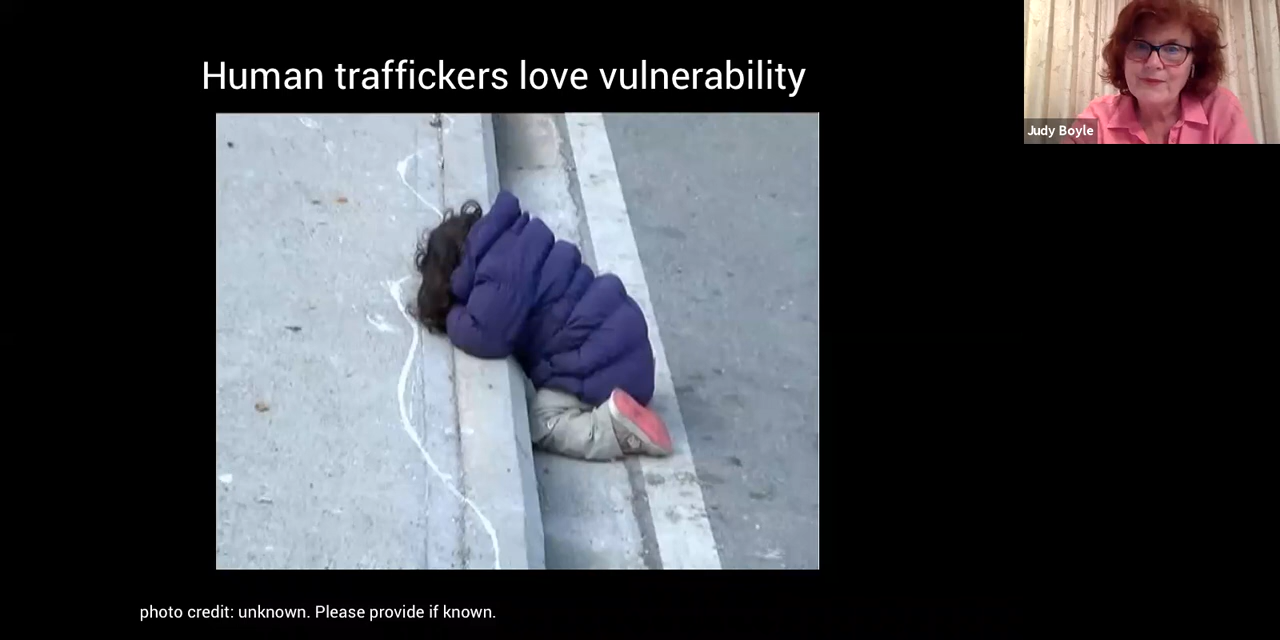 Human traffickers love vulnerability
Judy Boyle
photo credit: unknown. Please provide if known.